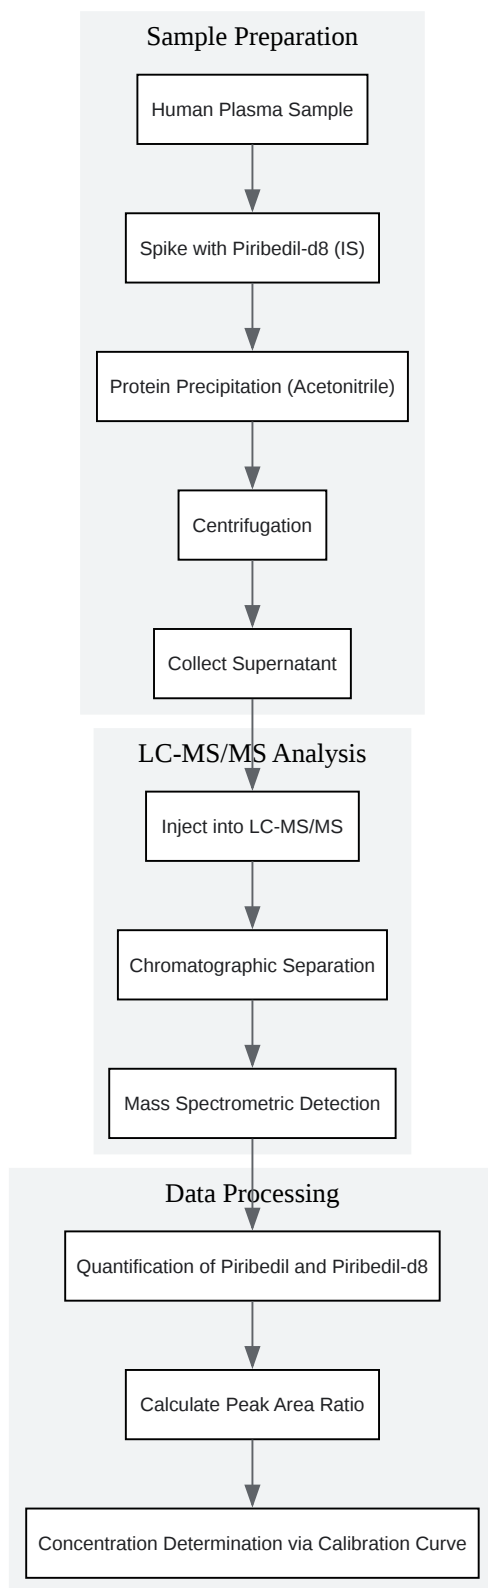 Sample Preparation
Human Plasma Sample
Spike with Piribedil-d8 (IS)
Protein Precipitation (Acetonitrile)
Centrifugation
Collect Supernatant
LC-MS/MS Analysis
Inject into LC-MS/MS
Chromatographic Separation
Mass Spectrometric Detection
Data Processing
Quantification of Piribedil and Piribedil-d8
Calculate Peak Area Ratio
Concentration Determination via Calibration Curve